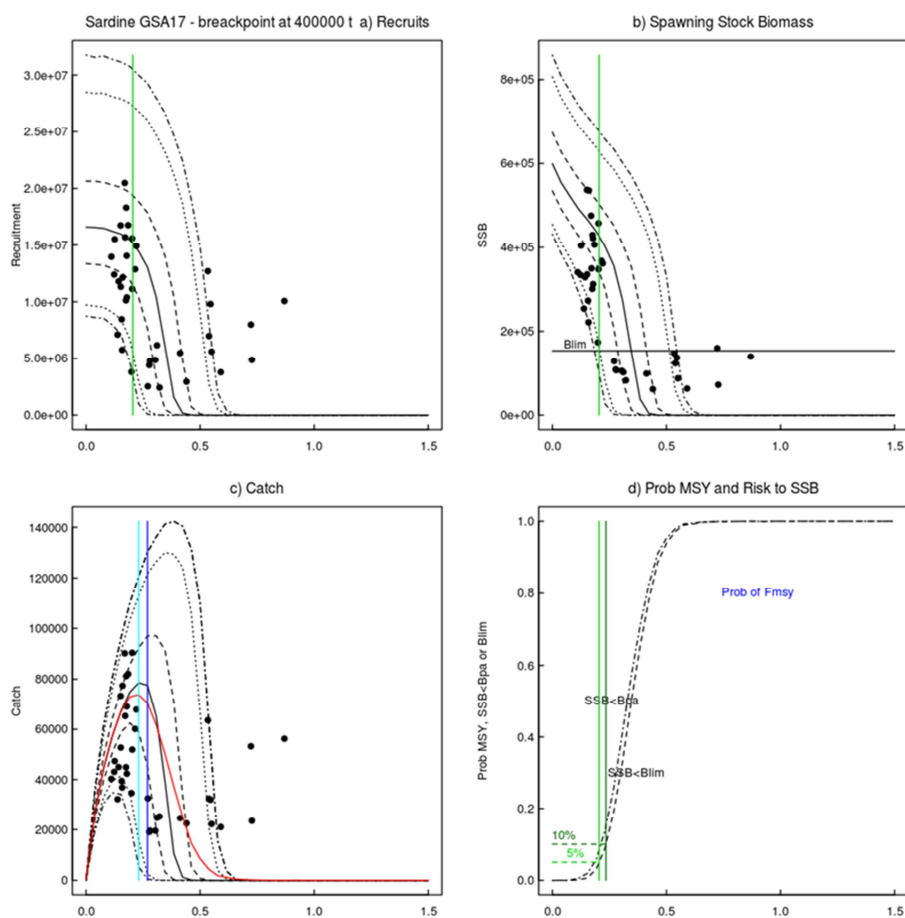 Sardine GSA17 - breackpoint at 400000 t a) Recruits
Recruitment
3.0e+07
2.5e+07
2.0e+07
1.5e+07
1.0e+07
5.0e+06
0.0e+00
0.0 0.5 1.0 1.5
b) Spawning Stock Biomass
SSB
8e+05
6e+05
4e+05
2e+05
0e+00
Blim
0.0 0.5 1.0 1.5
c) Catch
Catch
140000
120000
100000
80000
60000
40000
20000
0
0.0 0.5 1.0 1.5
d) Prob MSY and Risk to SSB
Prob MSY, SSB<Bpa or Blim
1.0
0.8
0.6
0.4
0.2
0.0
Prob of Fmsy
SSB<Bpa
SSB<Blim
10%
5%
0.0 0.5 1.0 1.5